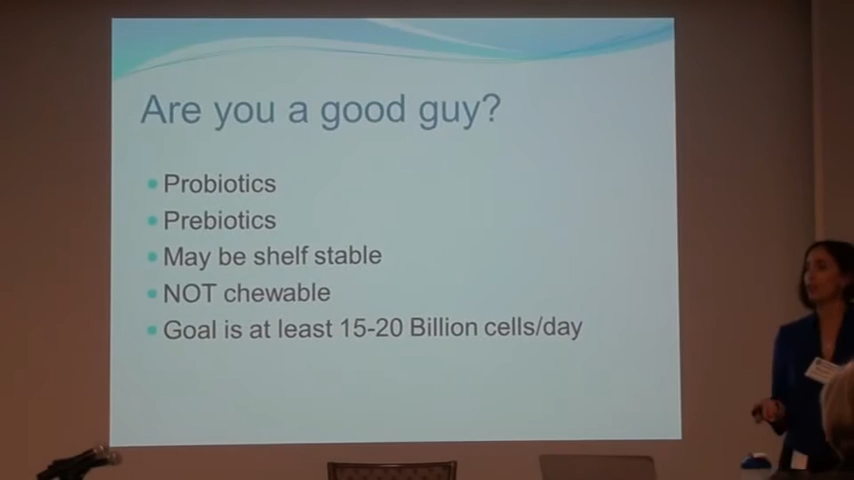 Are you a good guy?
Probiotics
Prebiotics
May be shelf stable
NOT chewable
Goal is at least 15-20 Billion cells/day